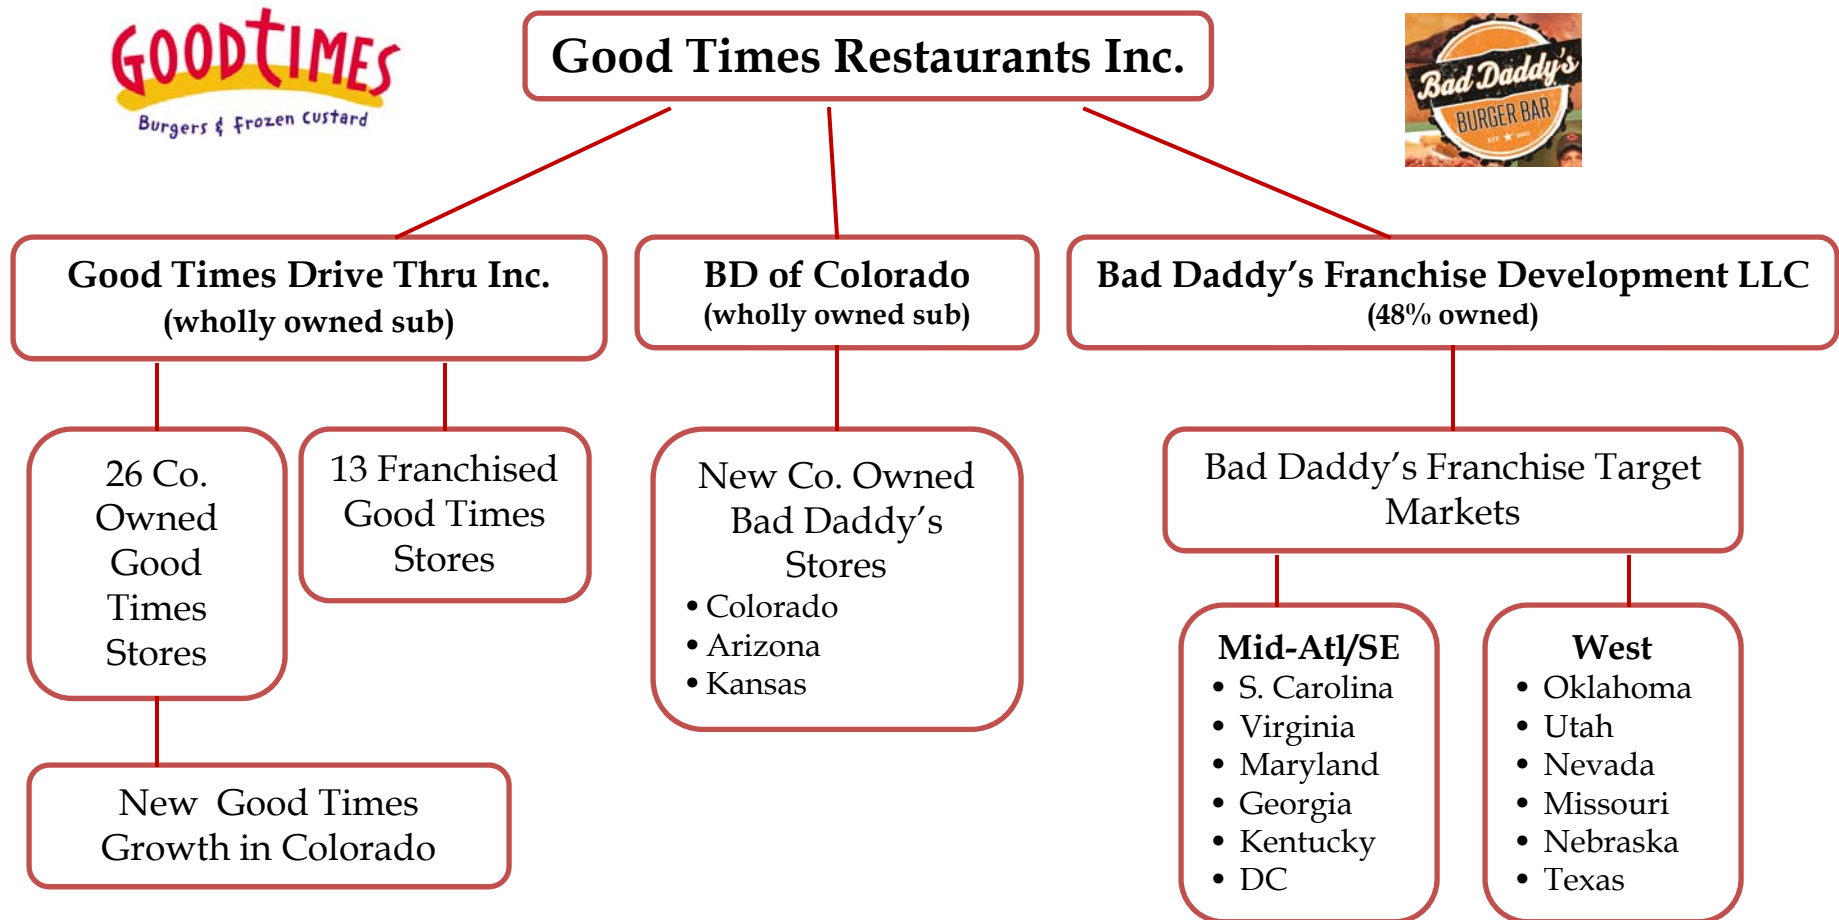 GOODTIMES
Burgers & Frozen Custard
Good Times Restaurants Inc.
Bad Daddy's
BURGER BAR
Good Times Drive Thru Inc.
(wholly owned sub)
BD of Colorado
(wholly owned sub)
Bad Daddy’s Franchise Development LLC
(48% owned)
26 Co.
Owned
Good
Times
Stores
13 Franchised
Good Times
Stores
New Co. Owned
Bad Daddy’s
Stores
• Colorado
• Arizona
• Kansas
Bad Daddy’s Franchise Target
Markets
New Good Times
Growth in Colorado
Mid-Atl/SE
• S. Carolina
• Virginia
• Maryland
• Georgia
• Kentucky
• DC
West
• Oklahoma
• Utah
• Nevada
• Missouri
• Nebraska
• Texas